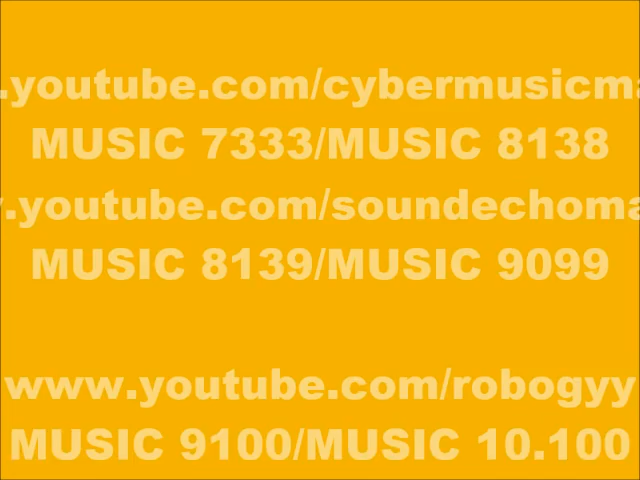 .youtube.com/cybermusicma
MUSIC 7333/MUSIC 8138
.youtube.com/soundechoma
MUSIC 8139/MUSIC 9099
www.youtube.com/robogyy
MUSIC 9100/MUSIC 10.100